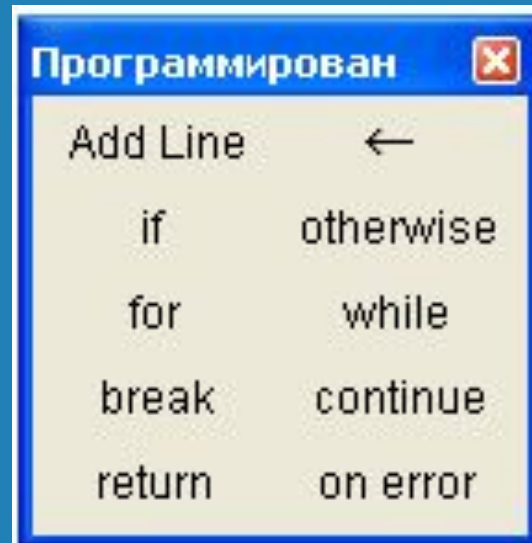 Программирован
Add Line ←
if otherwise
for while
break continue
return on error